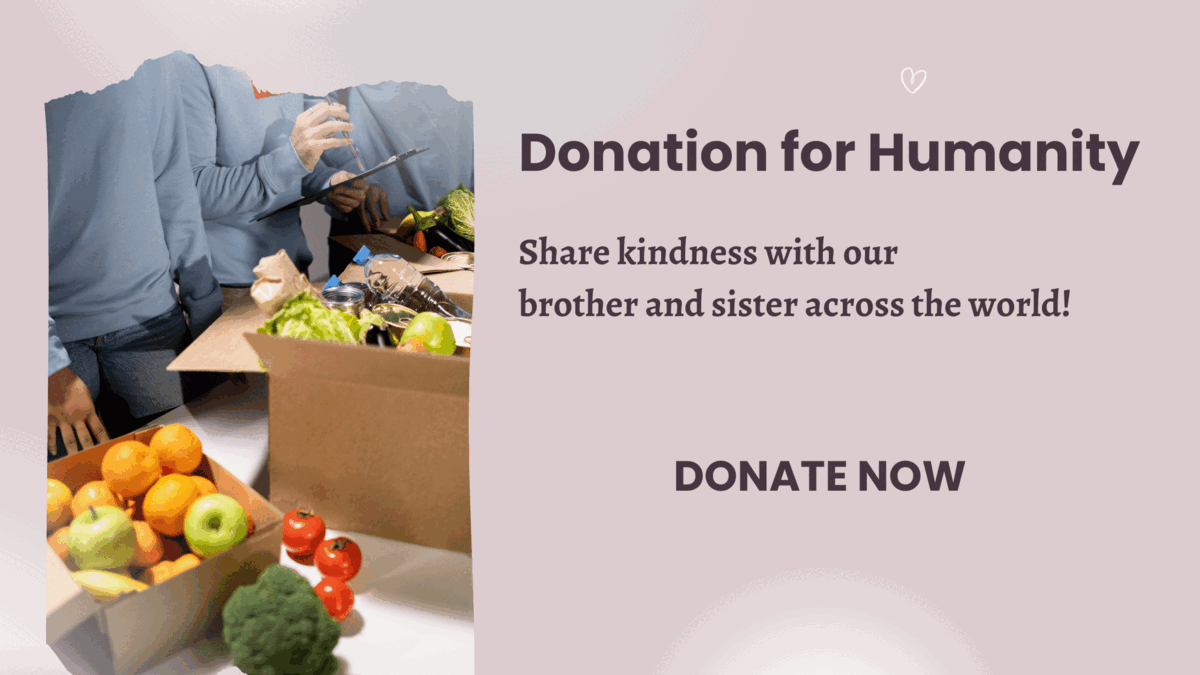 Donation for Humanity
Share kindness with our
brother and sister across the world!
DONATE NOW